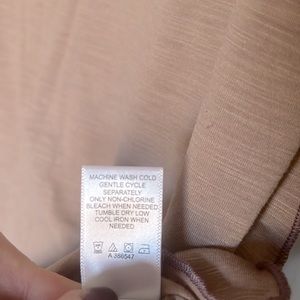 MACHINE WASH COLD
GENTLE CYCLE
SEPARATELY
ONLY NON-CHLORINE
BLEACH WHEN NEEDED
TUMBLE DRY LOW
COOL IRON WHEN
NEEDED
A 386547